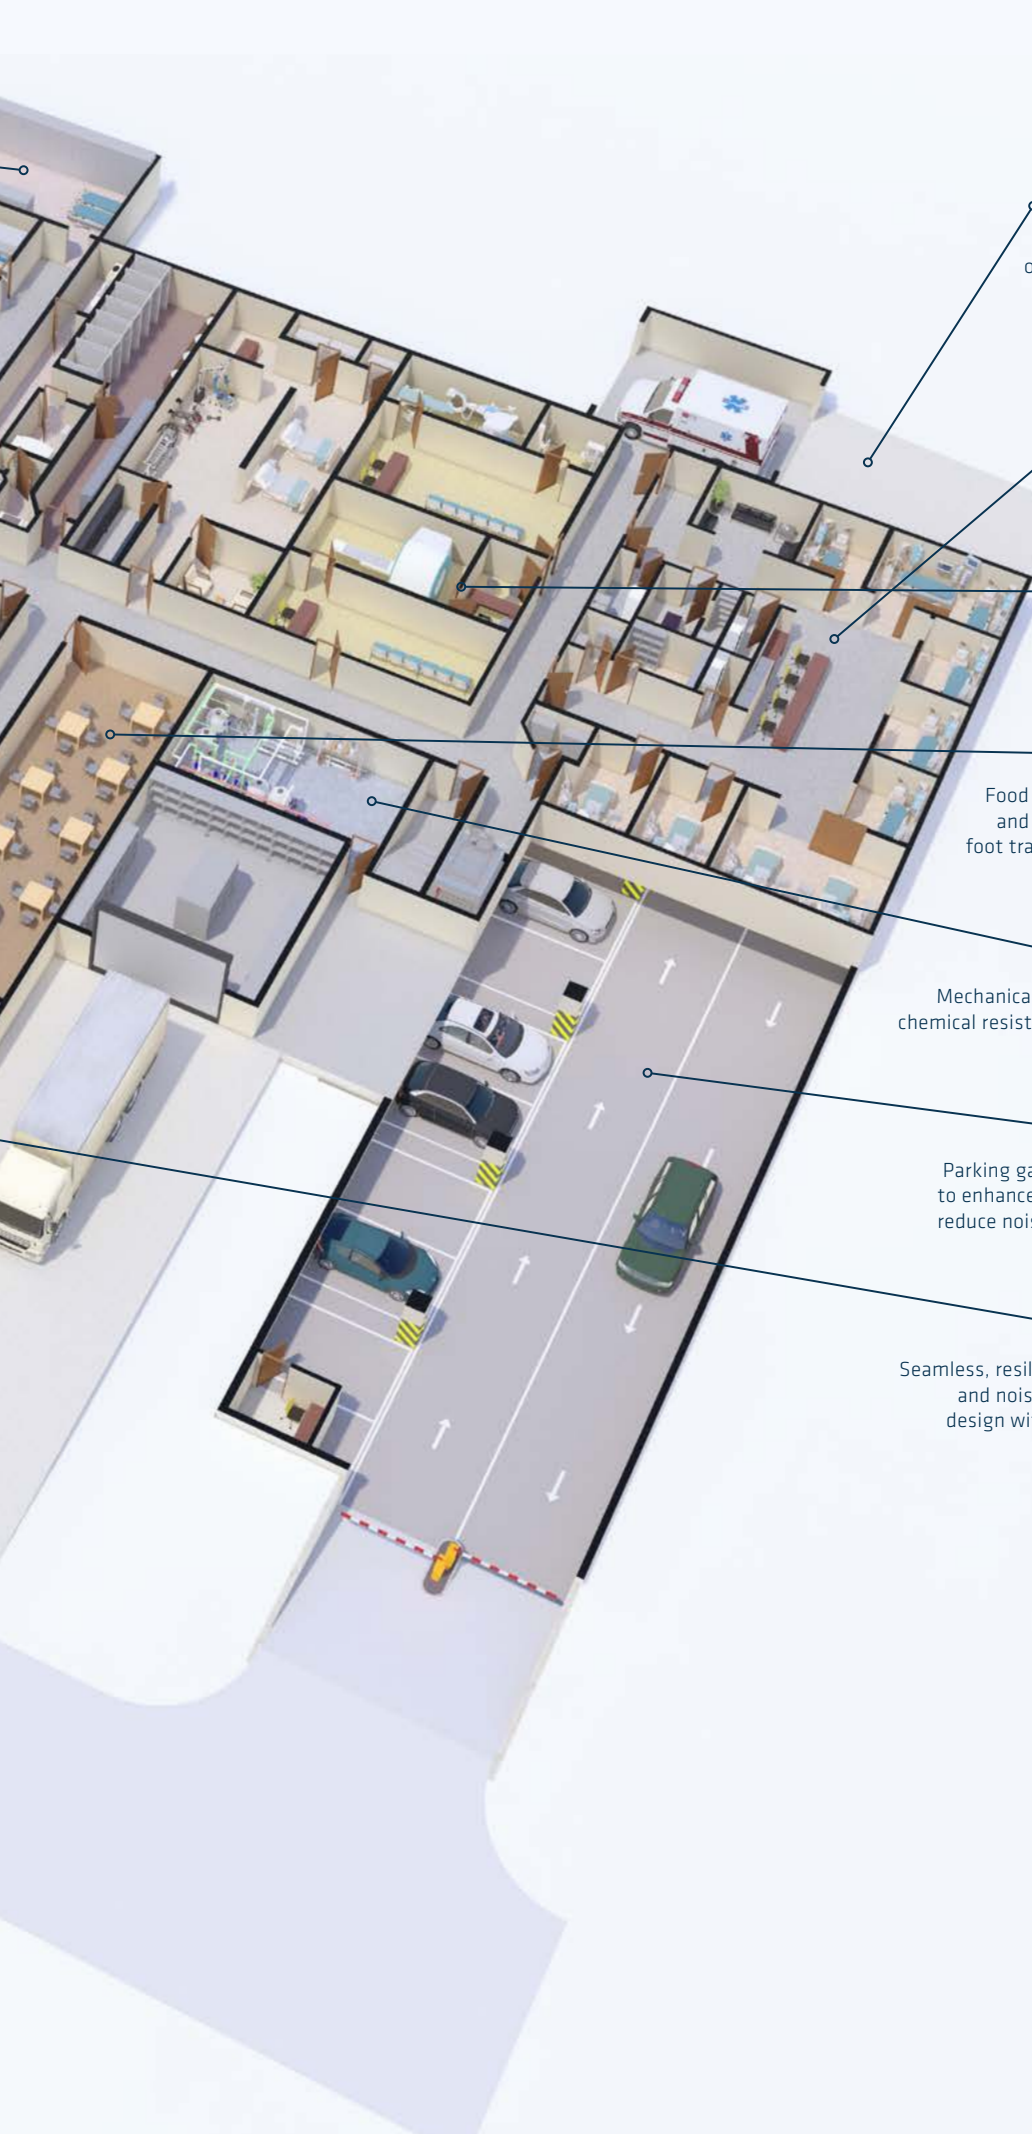 Food
and
foot tra
Mechanica
chemical resist
Parking ga
to enhance
reduce nois
Seamless, resil
and nois
design wi